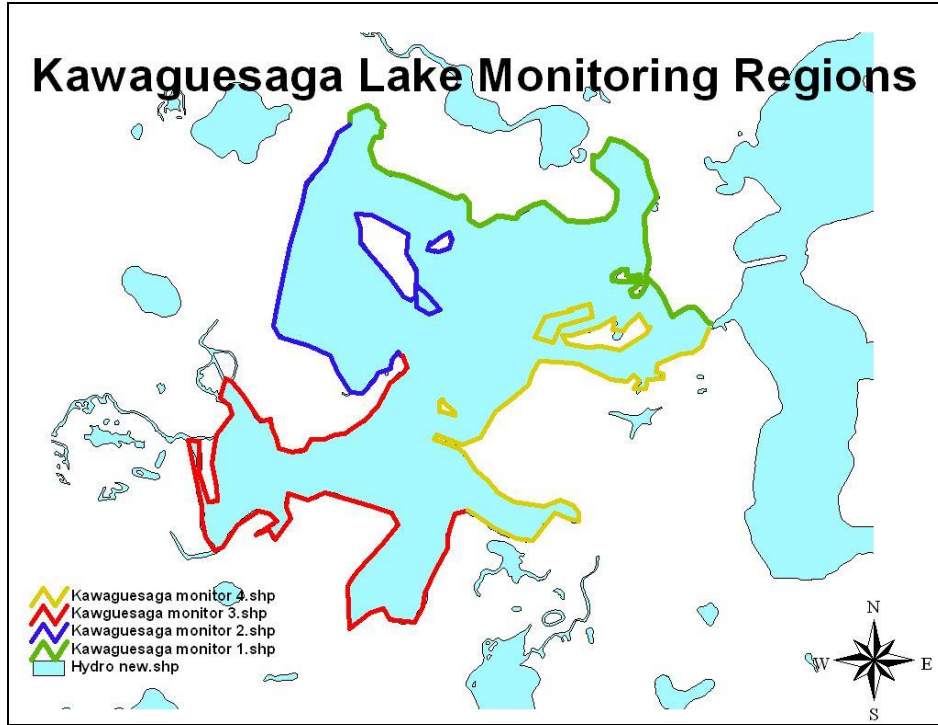 Kawaguesaga Lake Monitoring Regions
Kawaguesaga monitor 4.shp
Kawguesaga monitor 3.shp
Kawaguesaga monitor 2.shp
Kawaguesaga monitor 1.shp
Hydro new.shp
N
W E
S